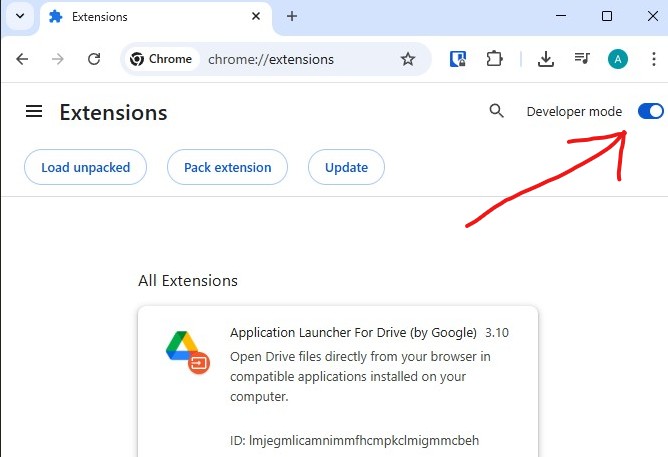 Extensions
Chrome chrome://extensions A
Extensions Developer mode
Load unpacked Pack extension Update
All Extensions
Application Launcher For Drive (by Google) 3.10
Open Drive files directly from your browser in
compatible applications installed on your
computer.
ID: lmjegmlicamnimmfhcmpkclmigmmcbeh